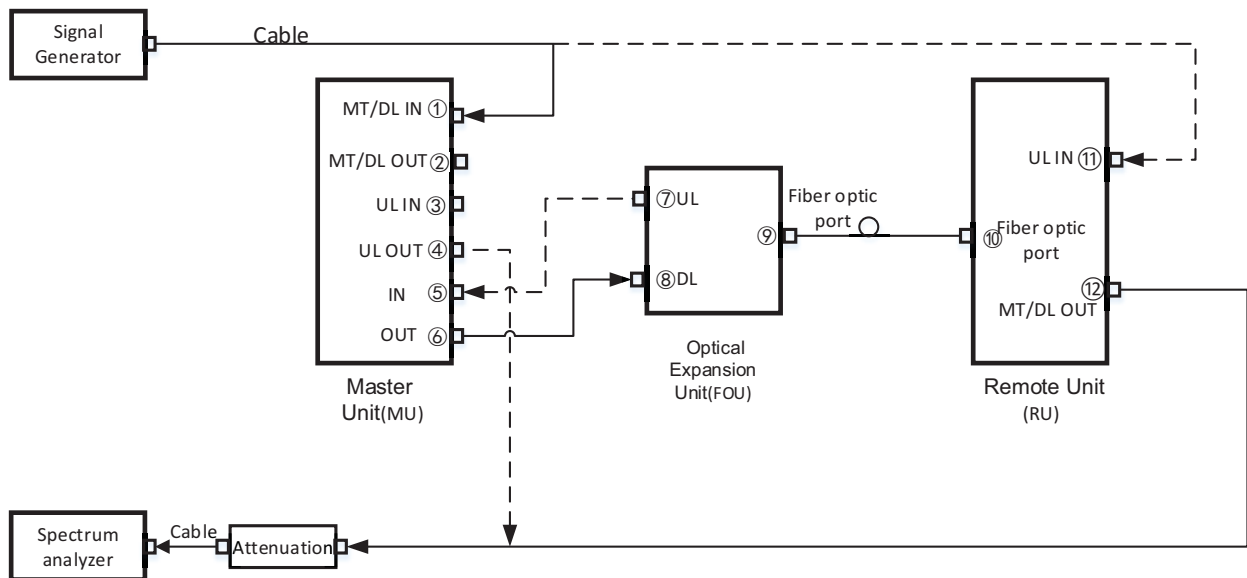 Signal
Generator
Cable
MT/DL IN ①
MT/DL OUT ②
UL IN ③
UL OUT ④
IN ⑤
OUT ⑥
Master
Unit(MU)
⑦UL
⑧DL
⑨
Optical
Expansion
Unit(FOU)
Fiber optic
port
UL IN ⑪
⑩Fiber optic
port
⑫
MT/DL OUT
Remote Unit
(RU)
Spectrum
analyzer
Cable
Attenuation